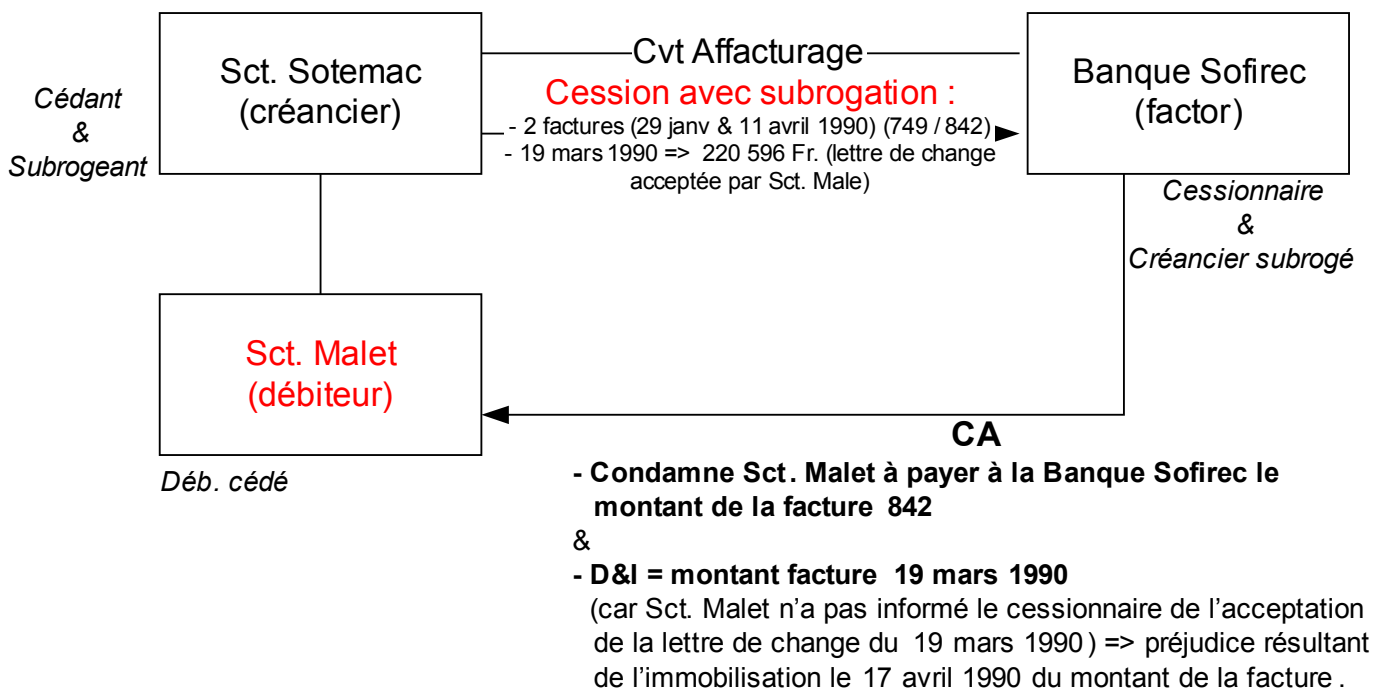 Cédant
&
Subrogeant
Sct. Sotemac
(créancier)
Cvt Affacturage
Cession avec subrogation :
- 2 factures (29 janv & 11 avril 1990) (749 / 842)
- 19 mars 1990 => 220 596 Fr. (lettre de change
acceptée par Sct. Male)
Banque Sofirec
(factor)
Cessionnaire
&
Créancier subrogé
Sct. Malet
(débiteur)
Déb. cédé
CA
- Condamne Sct. Malet à payer à la Banque Sofirec le
montant de la facture 842
&
- D&I = montant facture 19 mars 1990
(car Sct. Malet n'a pas informé le cessionnaire de l'acceptation
de la lettre de change du 19 mars 1990) => préjudice résultant
de l'immobilisation le 17 avril 1990 du montant de la facture.